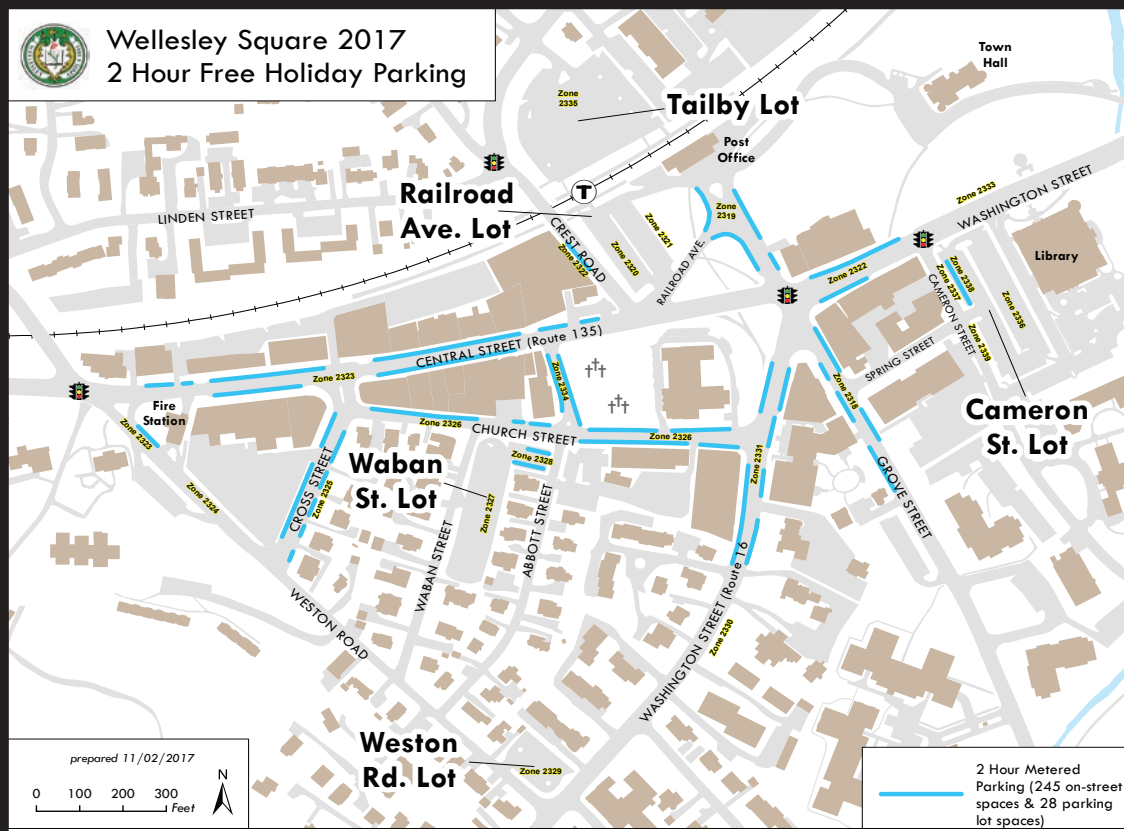 Wellesley Square 2017
2 Hour Free Holiday Parking
Town
Hall
Zone
2335
Tailby Lot
Post
Office
T
Railroad
Ave. Lot
LINDEN STREET
CREST ROAD
Zone 2322
Zone 2320
Zone 2321
Zone
2319
RAILROAD AVE.
Zone 2333
WASHINGTON STREET
Library
Zone 2322
Zone 2338
Zone 2337
CAMERON STREET
Zone 2336
Zone 2339
SPRING STREET
CENTRAL STREET (Route 135)
Zone 2323
Zone 2334
Zone 2318
Cameron
St. Lot
Fire
Station
Zone 2323
Zone 2326
CHURCH STREET
Zone 2326
Zone 2328
Zone 2331
GROVE STREET
Waban
St. Lot
CROSS STREET
Zone 2325
Zone 2324
Zone 2327
WABAN STREET
ABBOTT STREET
WESTON ROAD
WASHINGTON STREET (Route 16
Zone 2330
Weston
Rd. Lot
Zone 2329
prepared 11/02/2017
N
0 100 200 300
Feet
2 Hour Metered
Parking (245 on-street
spaces & 28 parking
lot spaces)